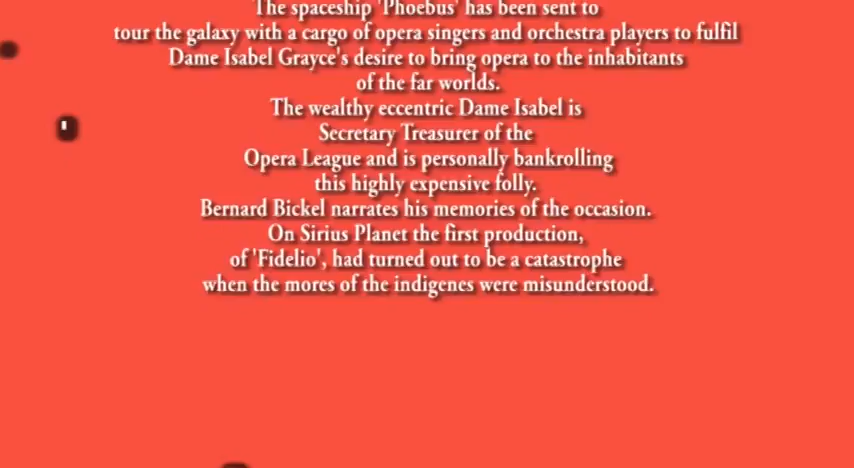 The spaceship 'Phoebus' has been sent to
tour the galaxy with a cargo of opera singers and orchestra players to fulfil
Dame Isabel Grayce's desire to bring opera to the inhabitants
of the far worlds.
The wealthy eccentric Dame Isabel is
Secretary Treasurer of the
Opera League and is personally bankrolling
this highly expensive folly.
Bernard Bickel narrates his memories of the occasion.
On Sirius Planet the first production,
of 'Fidelio', had turned out to be a catastrophe
when the mores of the indigenes were misunderstood.